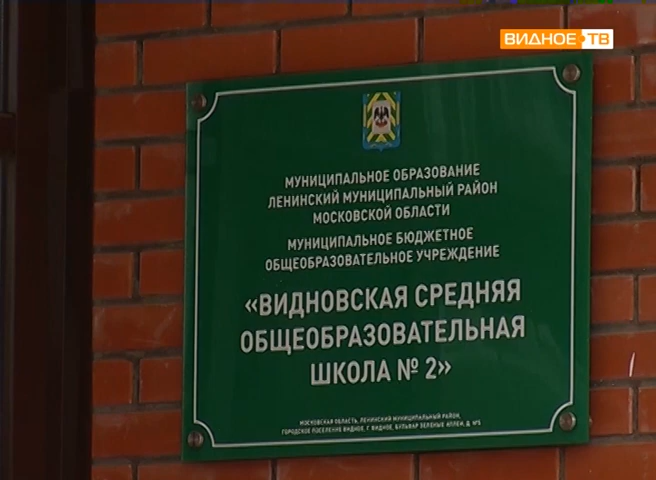 ВИДНОЕ ТВ
МУНИЦИПАЛЬНОЕ ОБРАЗОВАНИЕ
ЛЕНИНСКИЙ МУНИЦИПАЛЬНЫЙ РАЙОН
МОСКОВСКОЙ ОБЛАСТИ
МУНИЦИПАЛЬНОЕ БЮДЖЕТНОЕ
ОБЩЕОБРАЗОВАТЕЛЬНОЕ УЧРЕЖДЕНИЕ
«ВИДНОВСКАЯ СРЕДНЯЯ
ОБЩЕОБРАЗОВАТЕЛЬНАЯ
ШКОЛА № 2»
МОСКОВСКАЯ ОБЛАСТЬ, ЛЕНИНСКИЙ МУНИЦИПАЛЬНЫЙ РАЙОН,
ГОРОДСКОЕ ПОСЕЛЕНИЕ ВИДНОЕ, Г. ВИДНОЕ, БУЛЬВАР ЗЕЛЕНЫЕ АЛЛЕИ, Д. №5